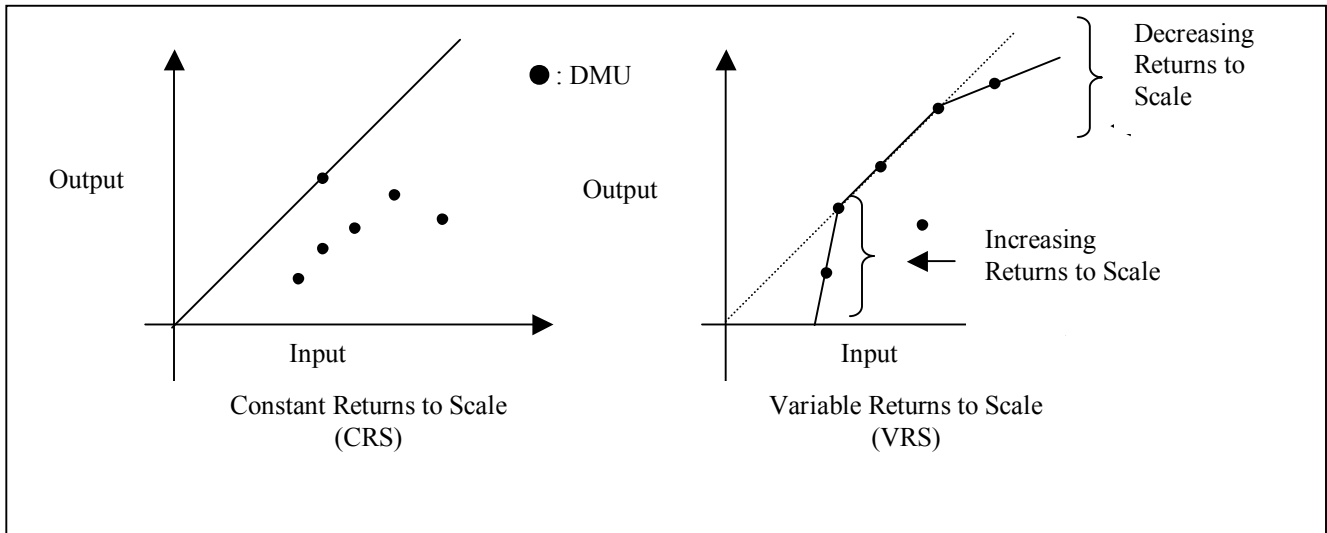 Output
: DMU
Input
Constant Returns to Scale
(CRS)
Decreasing
Returns to
Scale
Output
Increasing
Returns to Scale
Input
Variable Returns to Scale
(VRS)